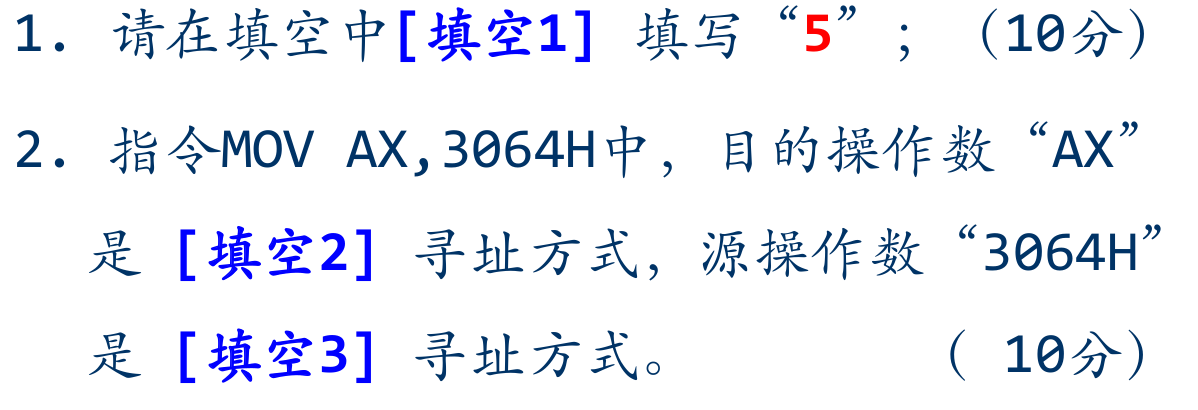 1. 请在填空中[填空1] 填写“5”；（10分）
2. 指令MOV AX,3064H中，目的操作数“AX”
是 [填空2] 寻址方式，源操作数“3064H”
是 [填空3] 寻址方式。 （ 10分）